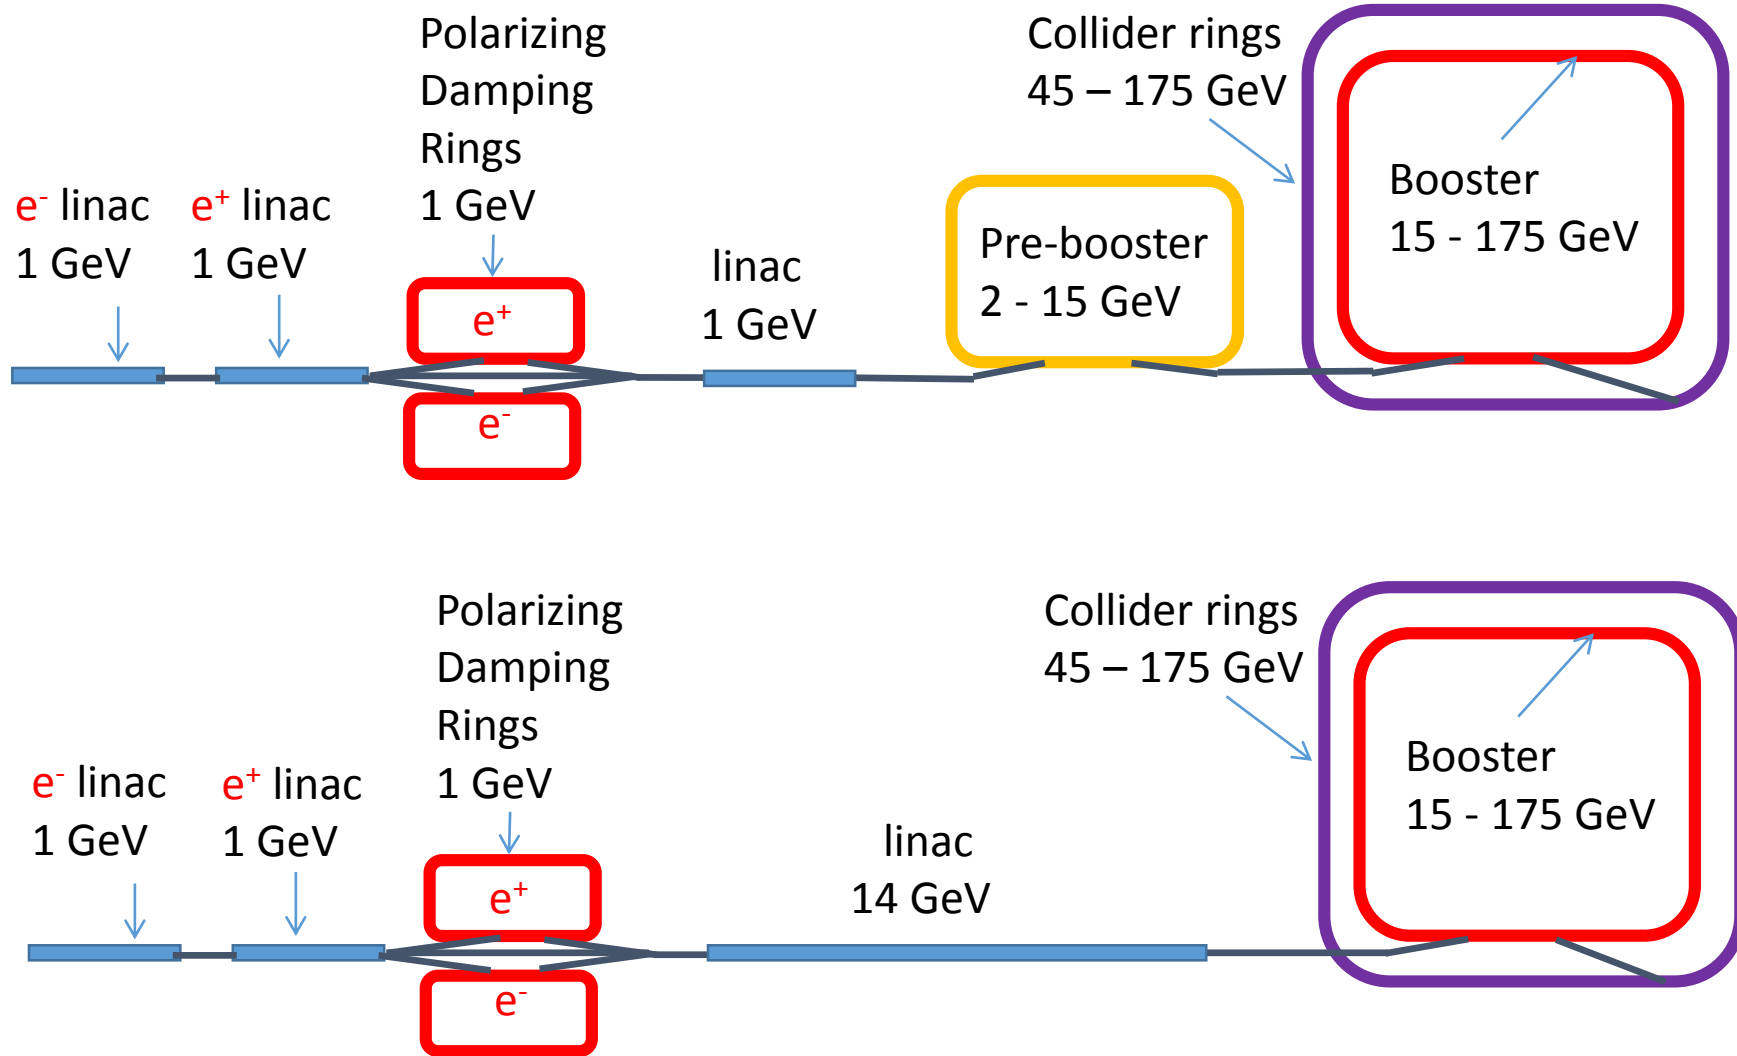 Polarizing
Damping
Rings
1 GeV
Collider rings
45 – 175 GeV
e- linac
1 GeV
e+ linac
1 GeV
e+
e-
linac
1 GeV
Pre-booster
2 - 15 GeV
Booster
15 - 175 GeV
Polarizing
Damping
Rings
1 GeV
Collider rings
45 – 175 GeV
e- linac
1 GeV
e+ linac
1 GeV
e+
e-
linac
14 GeV
Booster
15 - 175 GeV